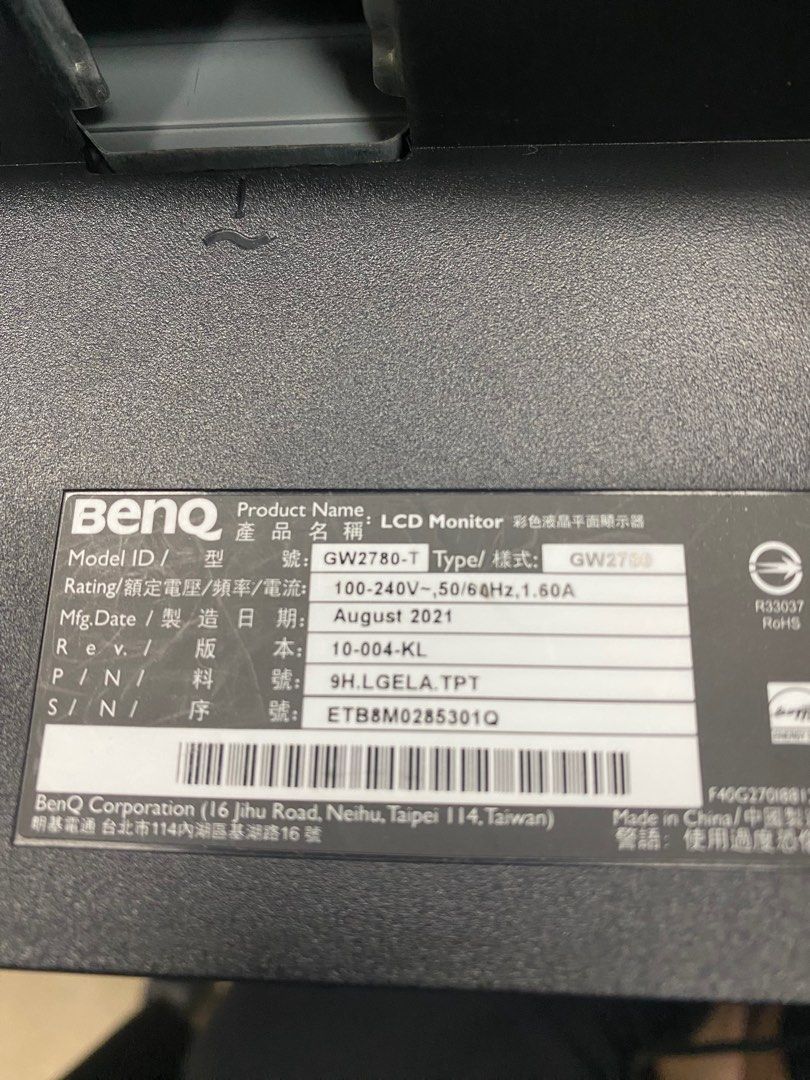 BenQ Product Name 產品名稱: LCD Monitor 彩色液晶平面顯示器
Model ID / 型號: GW2780-T Type/ 樣式: GW2780
Rating/額定電壓/頻率/電流: 100-240V~,50/60Hz,1.60A
Mfg.Date / 製造日期: August 2021
Rev. / 版本: 10-004-KL
P/N/ 料號: 9H.LGELA.TPT
S/N/ 序號: ETB8M0285301Q
R33037
RoHS
BenQ Corporation (16 Jihu Road, Neihu, Taipei 114, Taiwan)
明基電通 台北市114內湖區基湖路16號
Made in China/中國製
警語: 使用過度恐